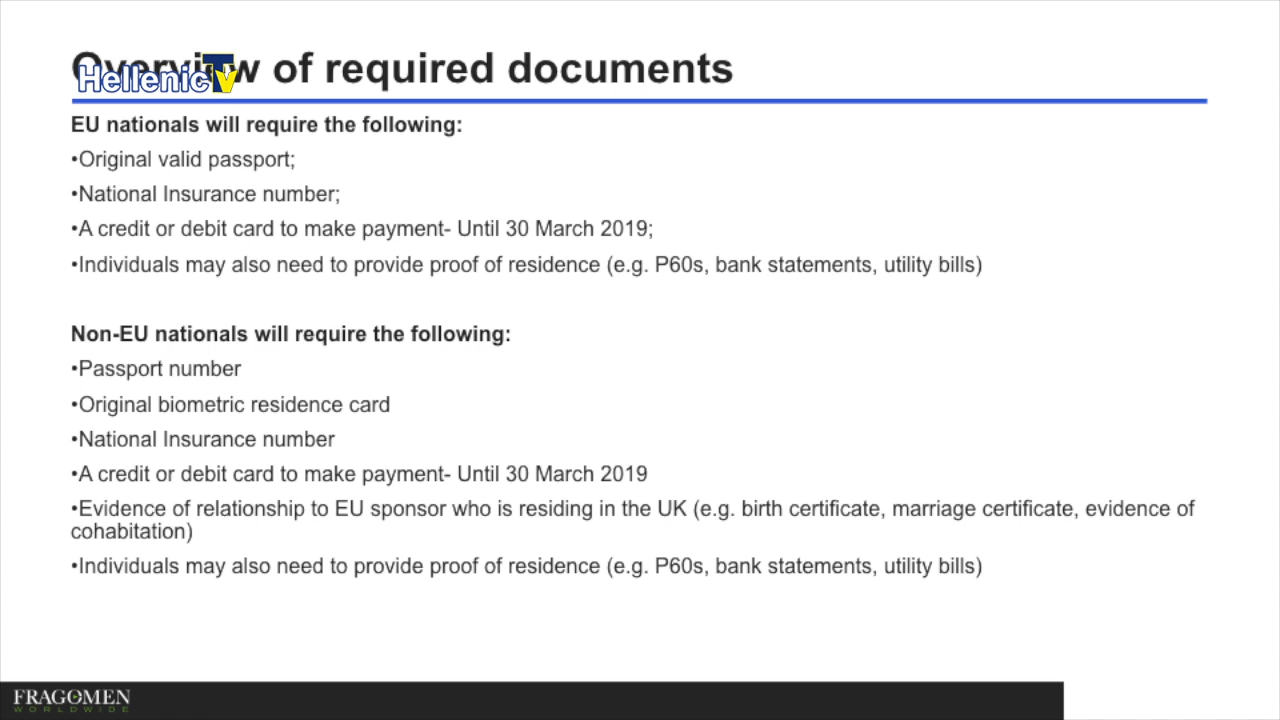 Overview of required documents
HellenicTV
EU nationals will require the following:
•Original valid passport;
•National Insurance number;
•A credit or debit card to make payment- Until 30 March 2019;
•Individuals may also need to provide proof of residence (e.g. P60s, bank statements, utility bills)
Non-EU nationals will require the following:
•Passport number
•Original biometric residence card
•National Insurance number
•A credit or debit card to make payment- Until 30 March 2019
•Evidence of relationship to EU sponsor who is residing in the UK (e.g. birth certificate, marriage certificate, evidence of
cohabitation)
•Individuals may also need to provide proof of residence (e.g. P60s, bank statements, utility bills)
FRAGOMEN
WORLDWIDE